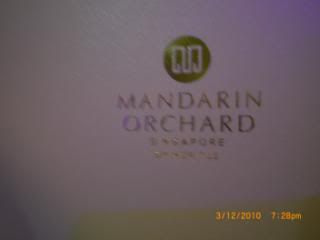 MANDARIN
ORCHARD
SINGAPORE
3/12/2010 7:28pm